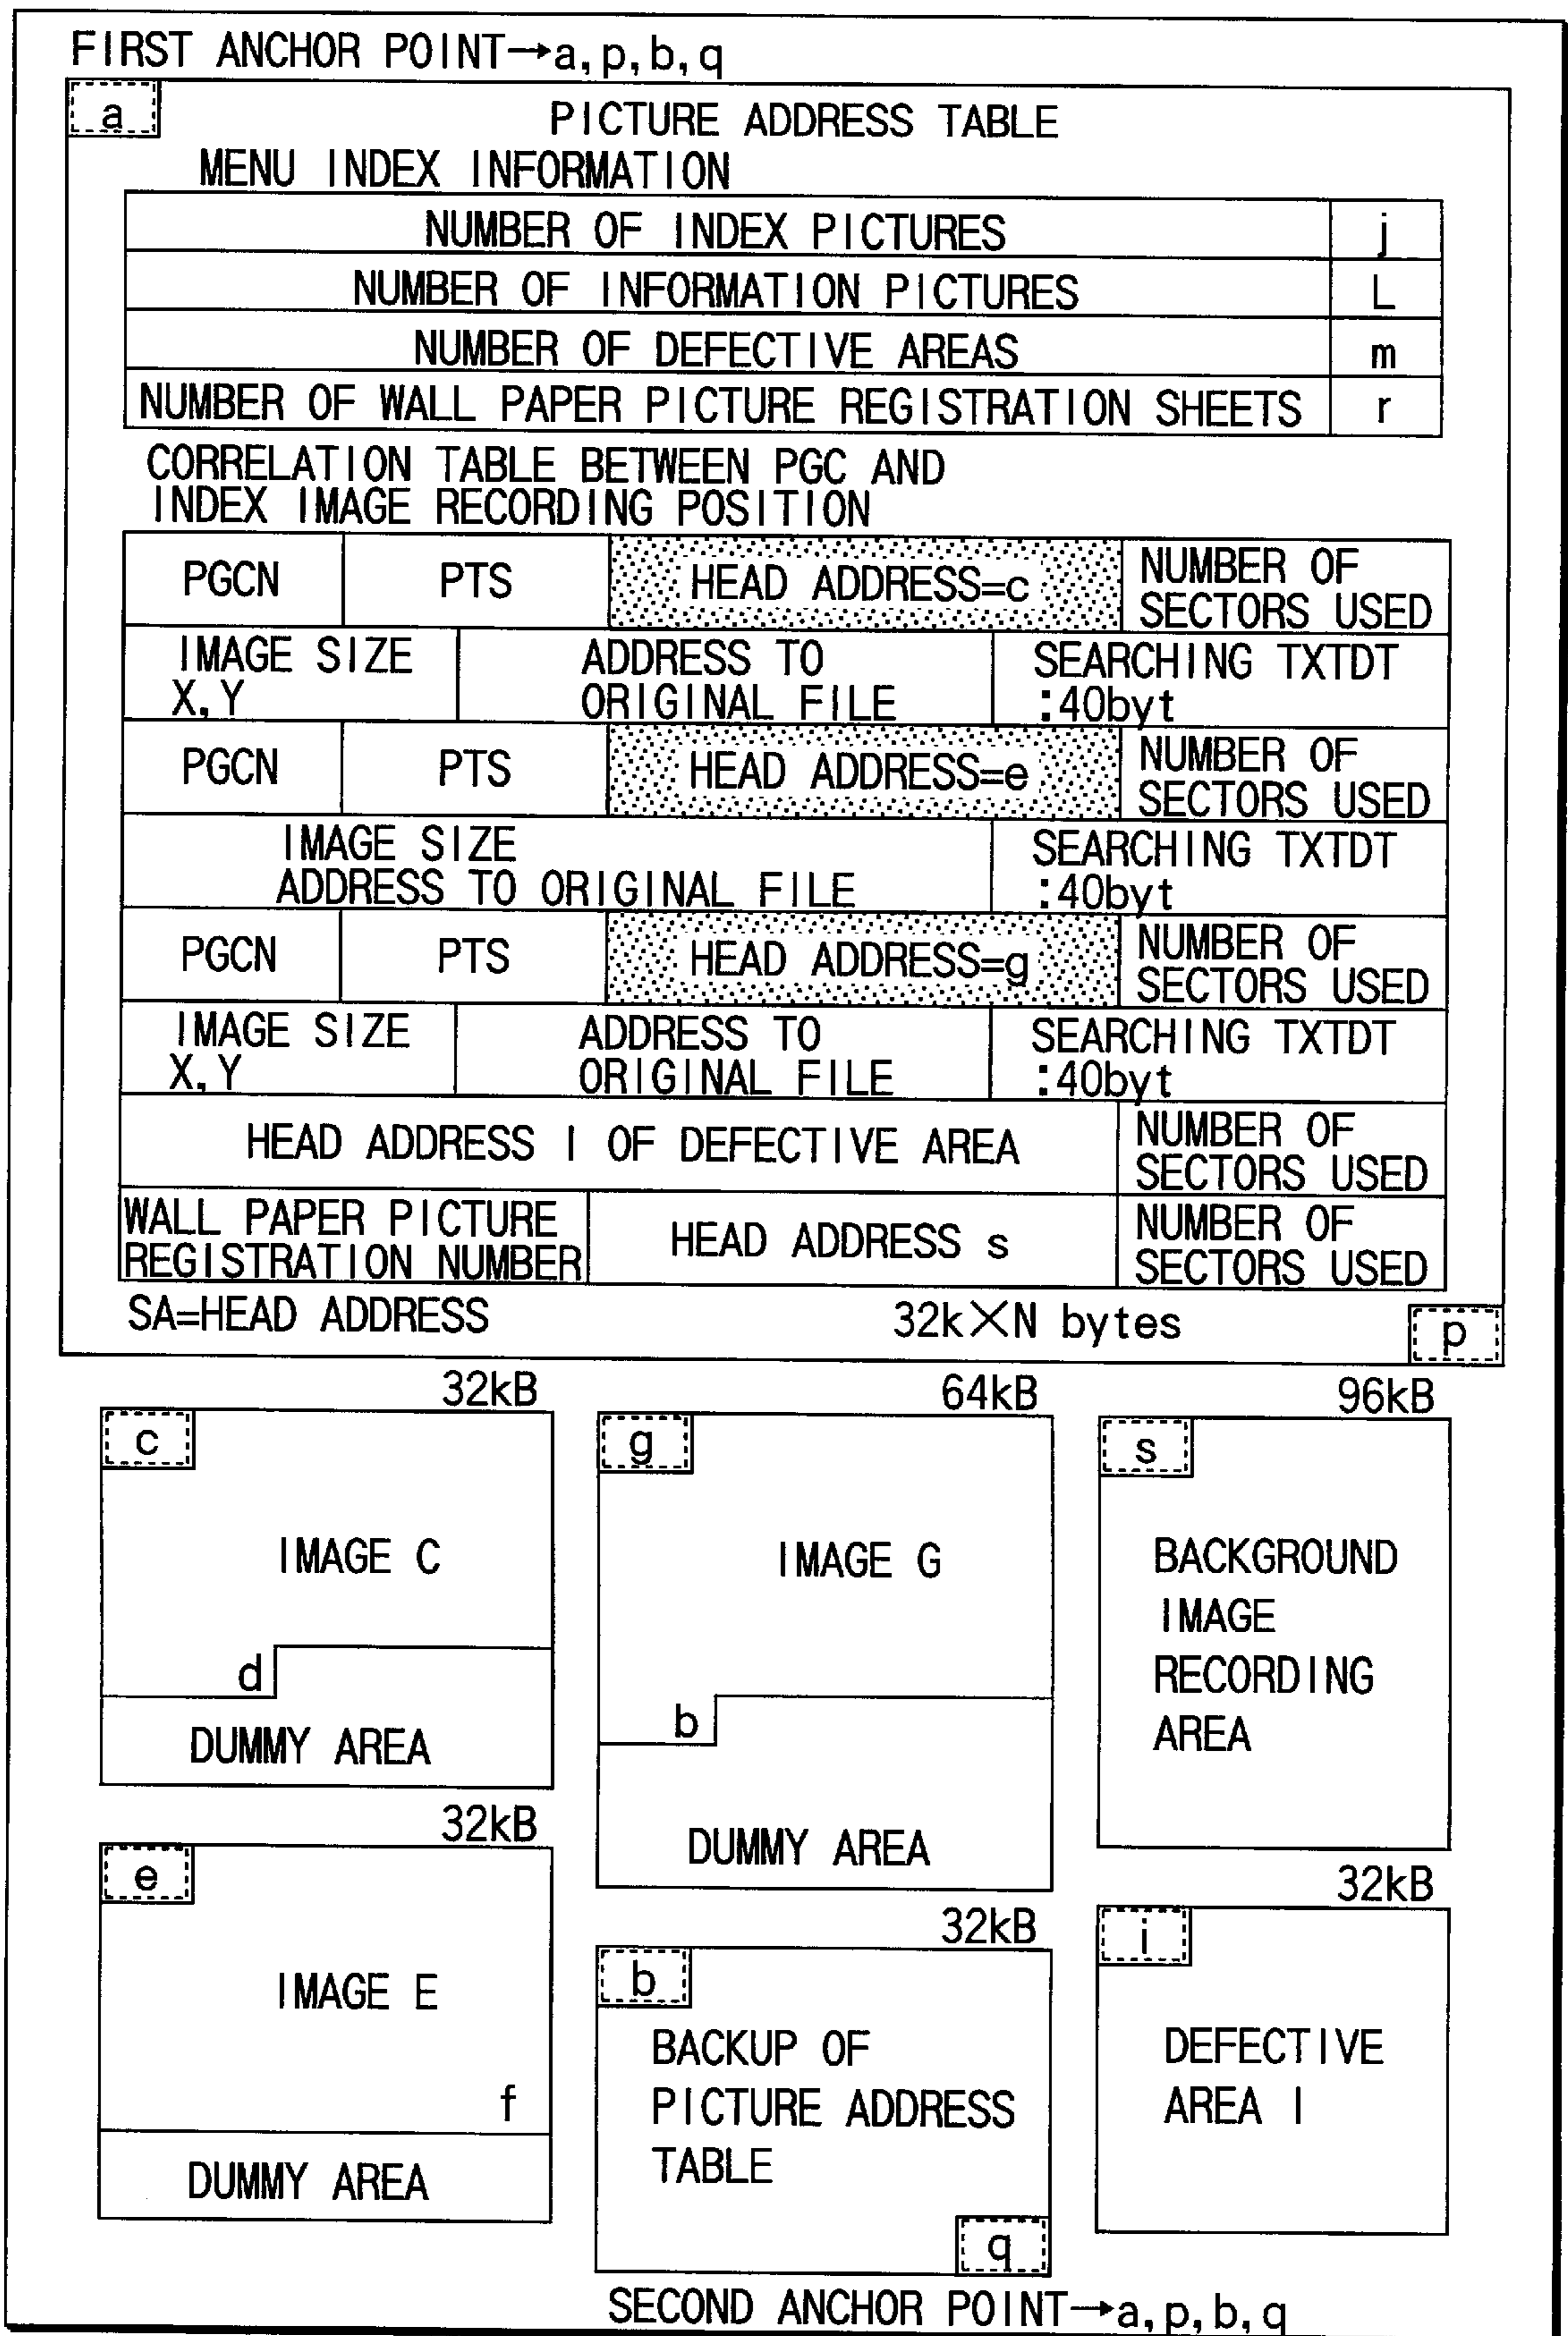 FIRST ANCHOR POINT→a,p,b,q
a
PICTURE ADDRESS TABLE
MENU INDEX INFORMATION
NUMBER OF INDEX PICTURES j
NUMBER OF INFORMATION PICTURES L
NUMBER OF DEFECTIVE AREAS m
NUMBER OF WALL PAPER PICTURE REGISTRATION SHEETS r
CORRELATION TABLE BETWEEN PGC AND
INDEX IMAGE RECORDING POSITION
PGCN PTS HEAD ADDRESS=c NUMBER OF
SECTORS USED
IMAGE SIZE ADDRESS TO SEARCHING TXTDT
X,Y ORIGINAL FILE :40byt
PGCN PTS HEAD ADDRESS=e NUMBER OF
SECTORS USED
IMAGE SIZE SEARCHING TXTDT
ADDRESS TO ORIGINAL FILE :40byt
PGCN PTS HEAD ADDRESS=g NUMBER OF
SECTORS USED
IMAGE SIZE ADDRESS TO SEARCHING TXTDT
X,Y ORIGINAL FILE :40byt
HEAD ADDRESS I OF DEFECTIVE AREA NUMBER OF
SECTORS USED
WALL PAPER PICTURE HEAD ADDRESS s NUMBER OF
REGISTRATION NUMBER SECTORS USED
SA=HEAD ADDRESS 32k×N bytes p
32kB
c
IMAGE C
d
DUMMY AREA
32kB
e
IMAGE E
f
DUMMY AREA
64kB
g
IMAGE G
b
DUMMY AREA
32kB
b
BACKUP OF
PICTURE ADDRESS
TABLE
q
96kB
s
BACKGROUND
IMAGE
RECORDING
AREA
32kB
i
DEFECTIVE
AREA I
SECOND ANCHOR POINT→a,p,b,q